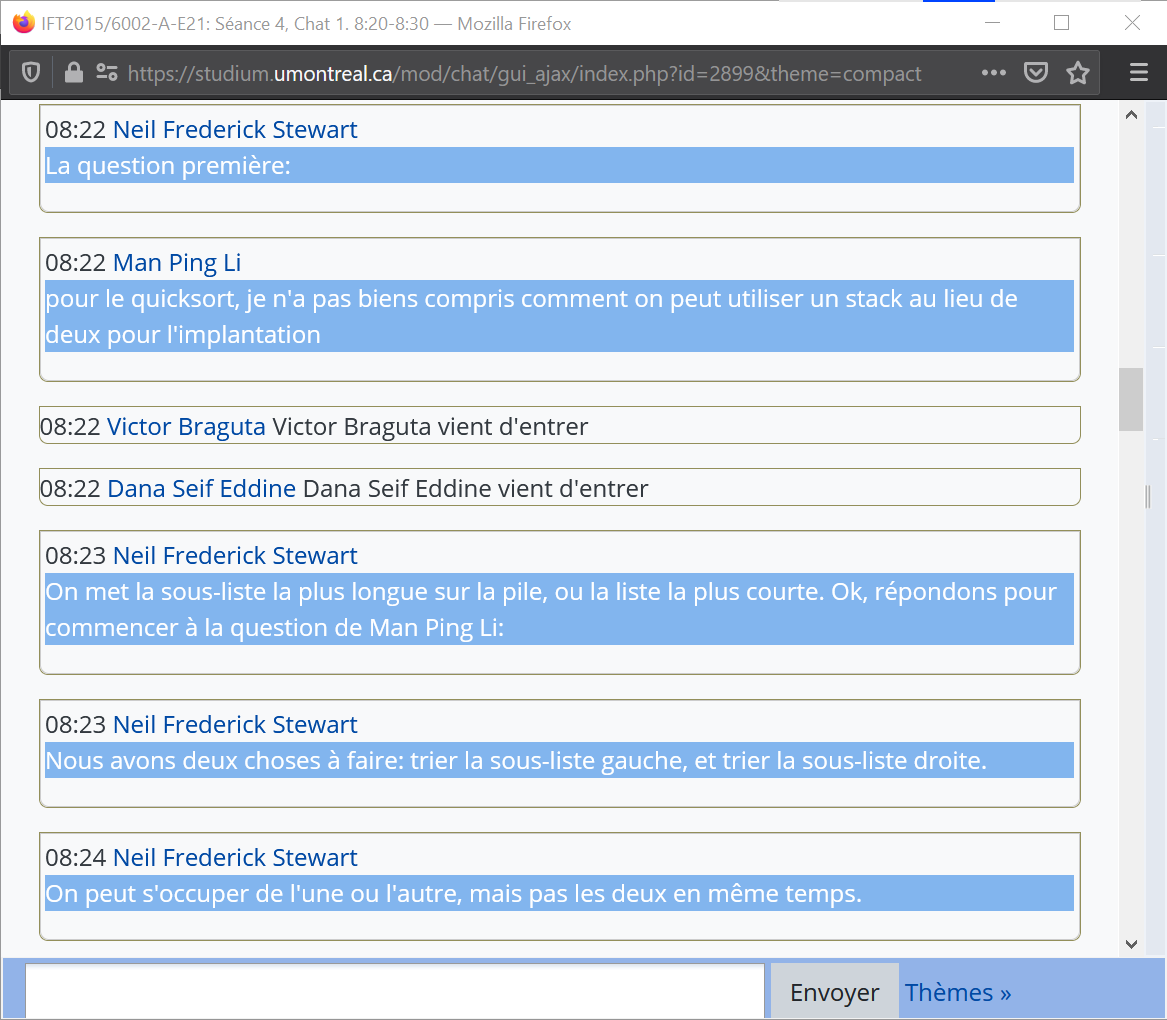 IFT2015/6002-A-E21: Séance 4, Chat 1. 8:20-8:30 — Mozilla Firefox
https://studium.umontreal.ca/mod/chat/gui_ajax/index.php?id=2899&theme=compact
08:22 Neil Frederick Stewart
La question première:
08:22 Man Ping Li
pour le quicksort, je n'a pas biens compris comment on peut utiliser un stack au lieu de
deux pour l'implantation
08:22 Victor Braguta Victor Braguta vient d'entrer
08:22 Dana Seif Eddine Dana Seif Eddine vient d'entrer
08:23 Neil Frederick Stewart
On met la sous-liste la plus longue sur la pile, ou la liste la plus courte. Ok, répondons pour
commencer à la question de Man Ping Li:
08:23 Neil Frederick Stewart
Nous avons deux choses à faire: trier la sous-liste gauche, et trier la sous-liste droite.
08:24 Neil Frederick Stewart
On peut s'occuper de l'une ou l'autre, mais pas les deux en même temps.
Envoyer Thèmes »